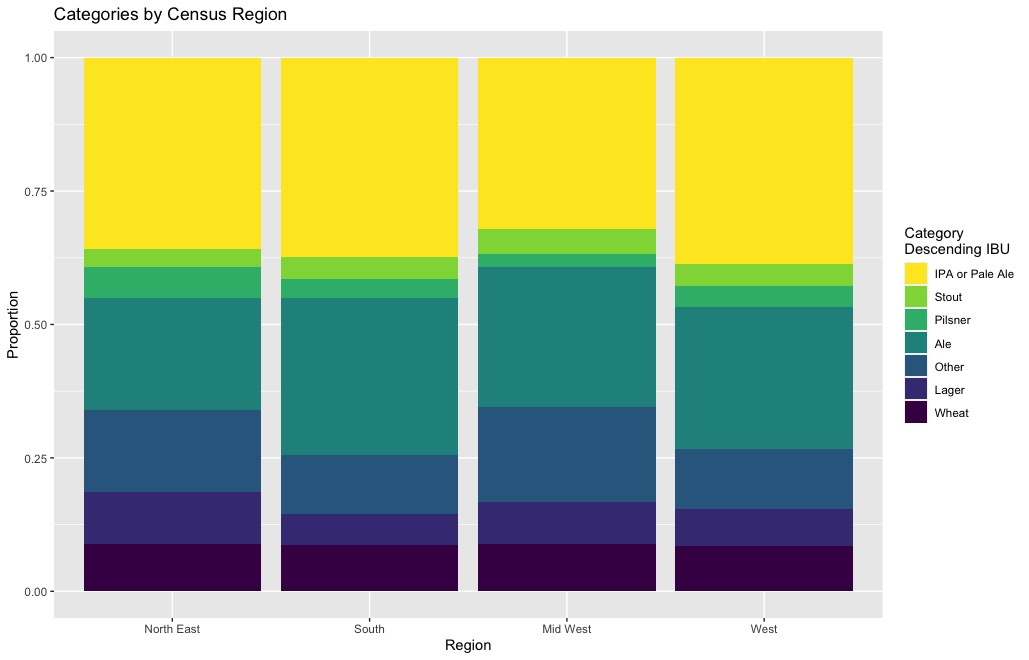 Categories by Census Region
1.00
0.75
0.50
0.25
0.00
Proportion
North East
South
Mid West
West
Region
Category
Descending IBU
IPA or Pale Ale
Stout
Pilsner
Ale
Other
Lager
Wheat